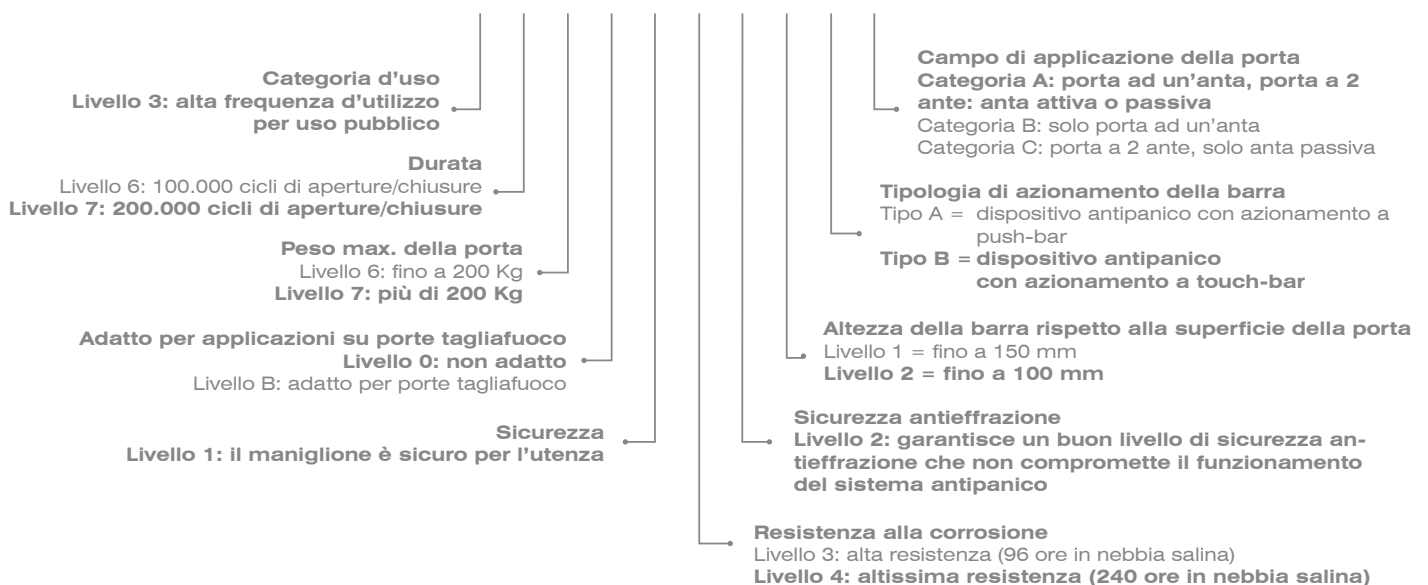 Categoria d'uso
Livello 3: alta frequenza d'utilizzo
per uso pubblico
Durata
Livello 6: 100.000 cicli di aperture/chiusure
Livello 7: 200.000 cicli di aperture/chiusure
Peso max. della porta
Livello 6: fino a 200 Kg
Livello 7: più di 200 Kg
Adatto per applicazioni su porte tagliafuoco
Livello 0: non adatto
Livello B: adatto per porte tagliafuoco
Sicurezza
Livello 1: il maniglione è sicuro per l'utenza
Campo di applicazione della porta
Categoria A: porta ad un'anta, porta a 2
ante: anta attiva o passiva
Categoria B: solo porta ad un'anta
Categoria C: porta a 2 ante, solo anta passiva
Tipologia di azionamento della barra
Tipo A = dispositivo antipanico con azionamento a
push-bar
Tipo B = dispositivo antipanico
con azionamento a touch-bar
Altezza della barra rispetto alla superficie della porta
Livello 1 = fino a 150 mm
Livello 2 = fino a 100 mm
Sicurezza antieffrazione
Livello 2: garantisce un buon livello di sicurezza an-
tieffrazione che non compromette il funzionamento
del sistema antipanico
Resistenza alla corrosione
Livello 3: alta resistenza (96 ore in nebbia salina)
Livello 4: altissima resistenza (240 ore in nebbia salina)